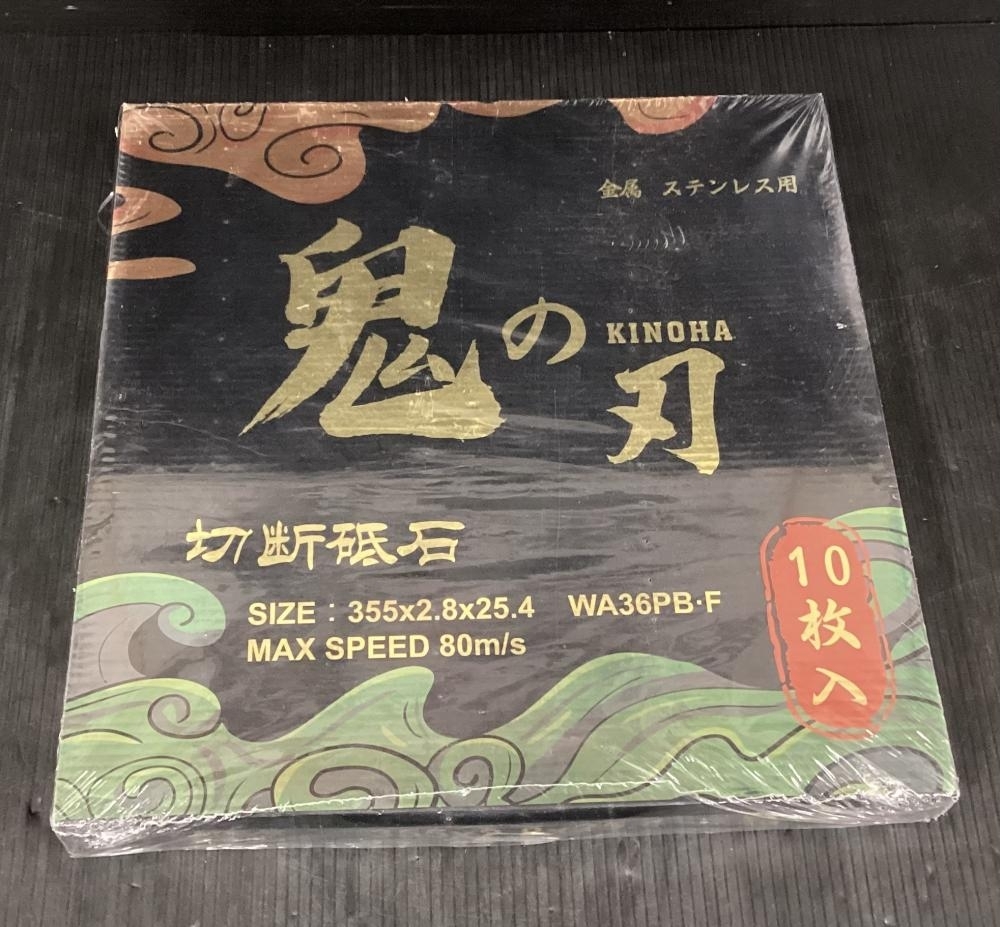 金属 ステンレス用
鬼の刃
KINOHA
切断砥石
SIZE：355x2.8x25.4 WA36PB·F
MAX SPEED 80m/s
10
枚
入